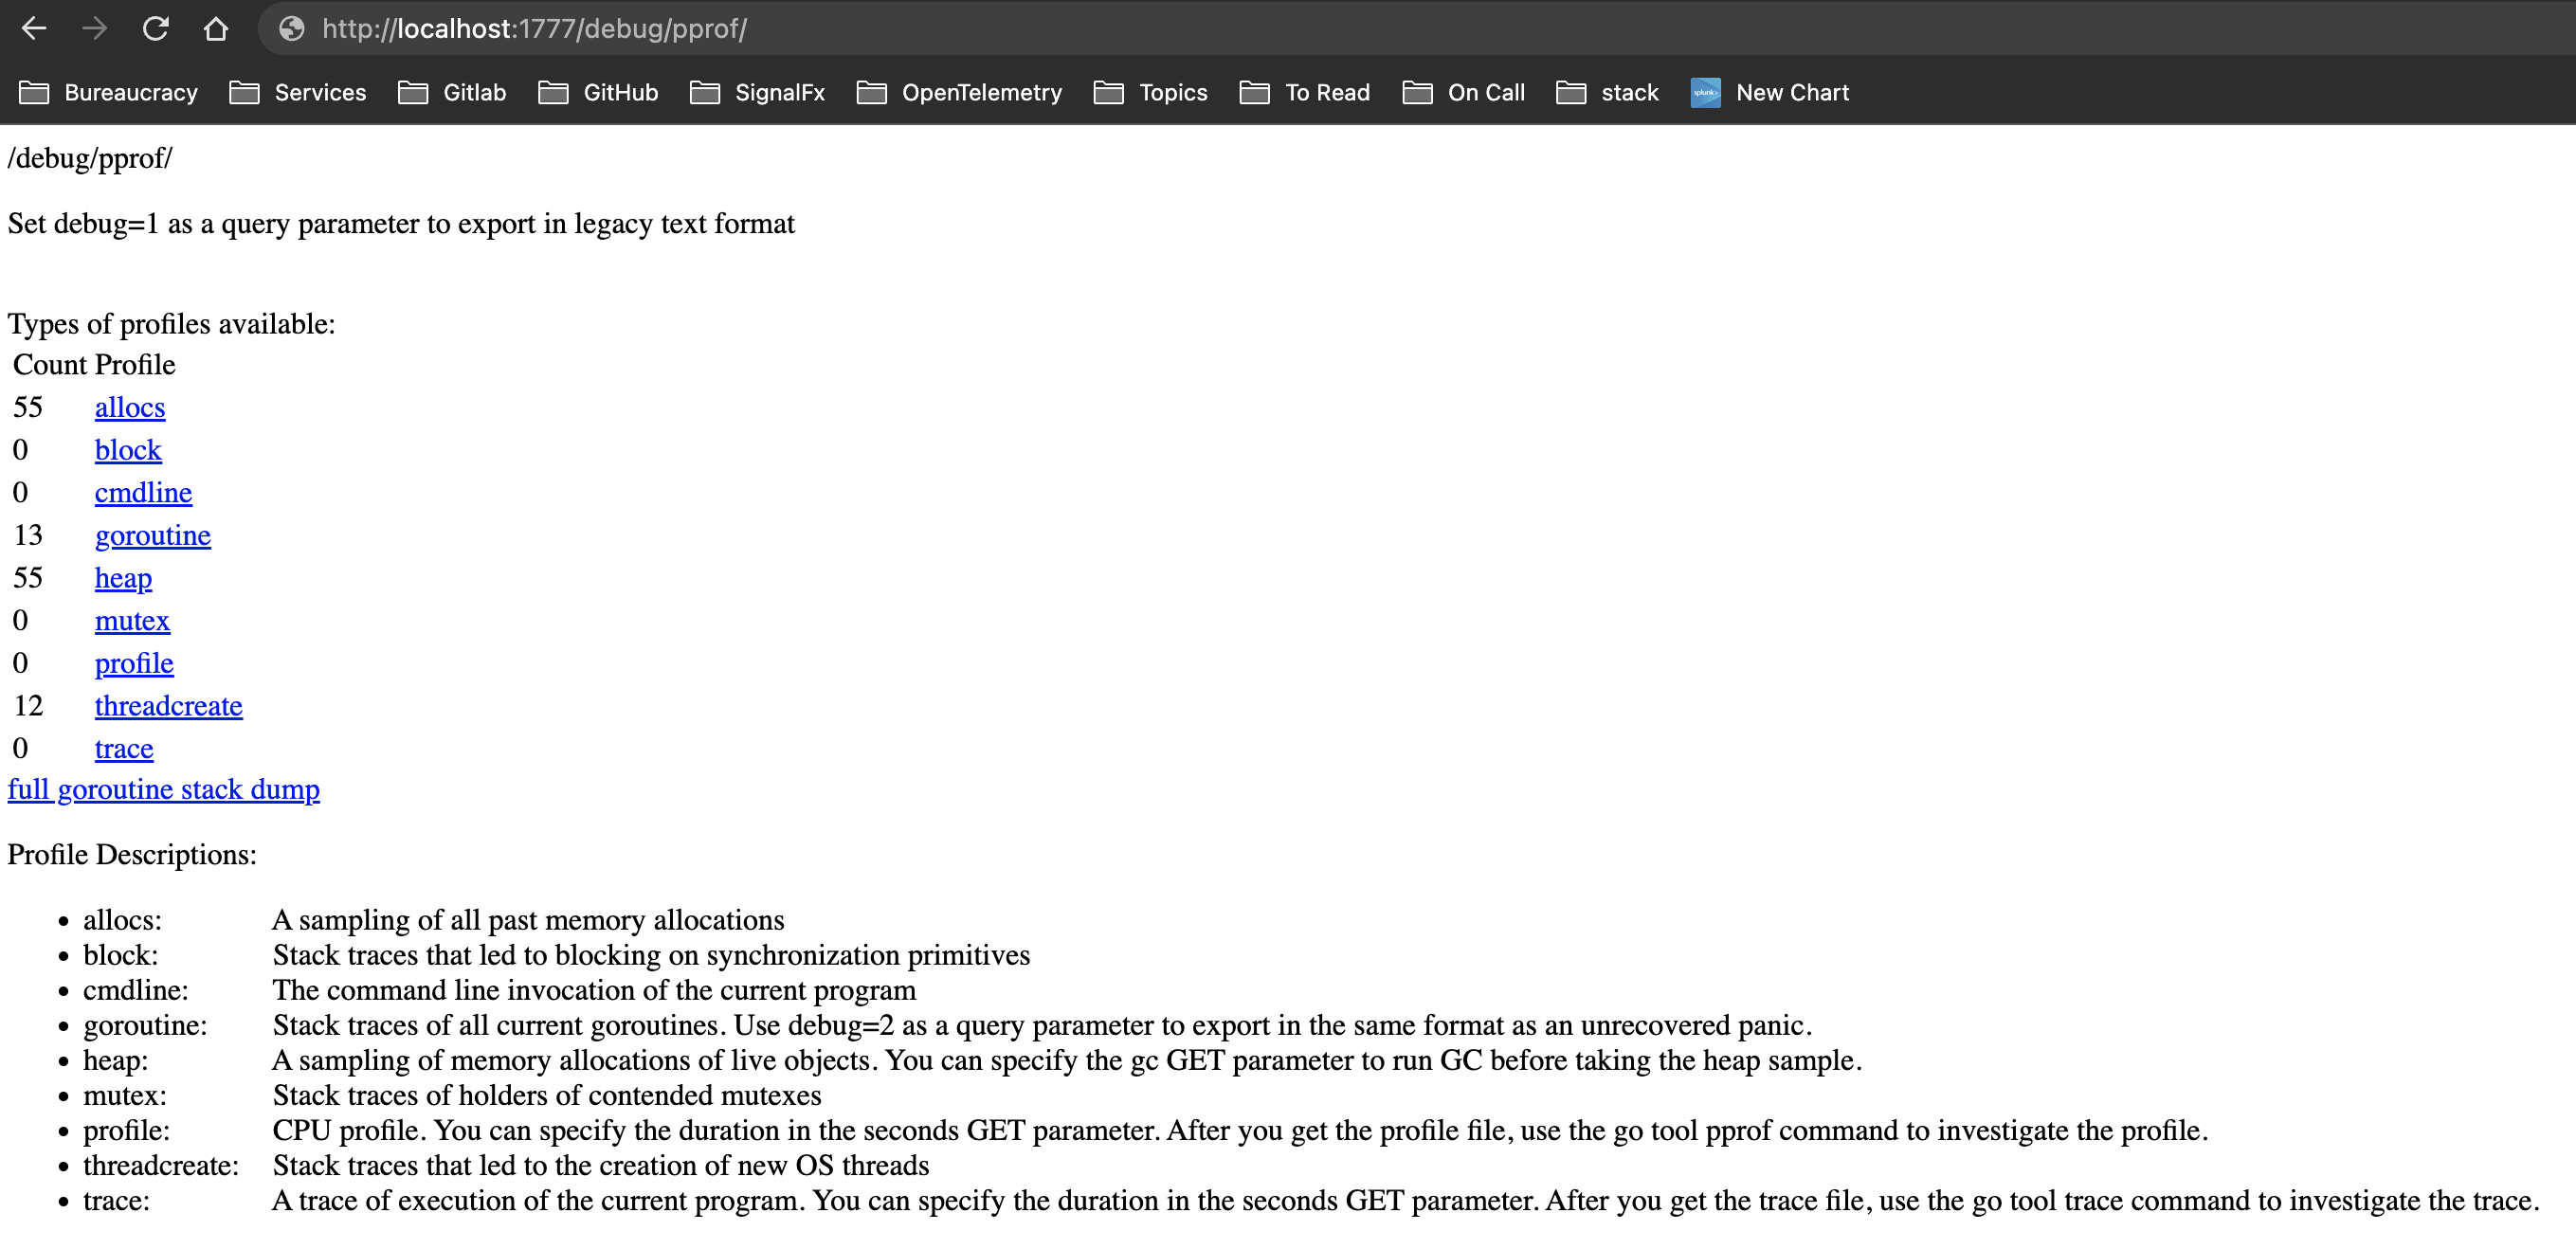 http://localhost:1777/debug/pprof/
Bureaucracy Services Gitlab GitHub SignalFx OpenTelemetry Topics To Read On Call stack splunk> New Chart
/debug/pprof/
Set debug=1 as a query parameter to export in legacy text format
Types of profiles available:
Count Profile
55 allocs
0 block
0 cmdline
13 goroutine
55 heap
0 mutex
0 profile
12 threadcreate
0 trace
full goroutine stack dump
Profile Descriptions:
• allocs: A sampling of all past memory allocations
• block: Stack traces that led to blocking on synchronization primitives
• cmdline: The command line invocation of the current program
• goroutine: Stack traces of all current goroutines. Use debug=2 as a query parameter to export in the same format as an unrecovered panic.
• heap: A sampling of memory allocations of live objects. You can specify the gc GET parameter to run GC before taking the heap sample.
• mutex: Stack traces of holders of contended mutexes
• profile: CPU profile. You can specify the duration in the seconds GET parameter. After you get the profile file, use the go tool pprof command to investigate the profile.
• threadcreate: Stack traces that led to the creation of new OS threads
• trace: A trace of execution of the current program. You can specify the duration in the seconds GET parameter. After you get the trace file, use the go tool trace command to investigate the trace.